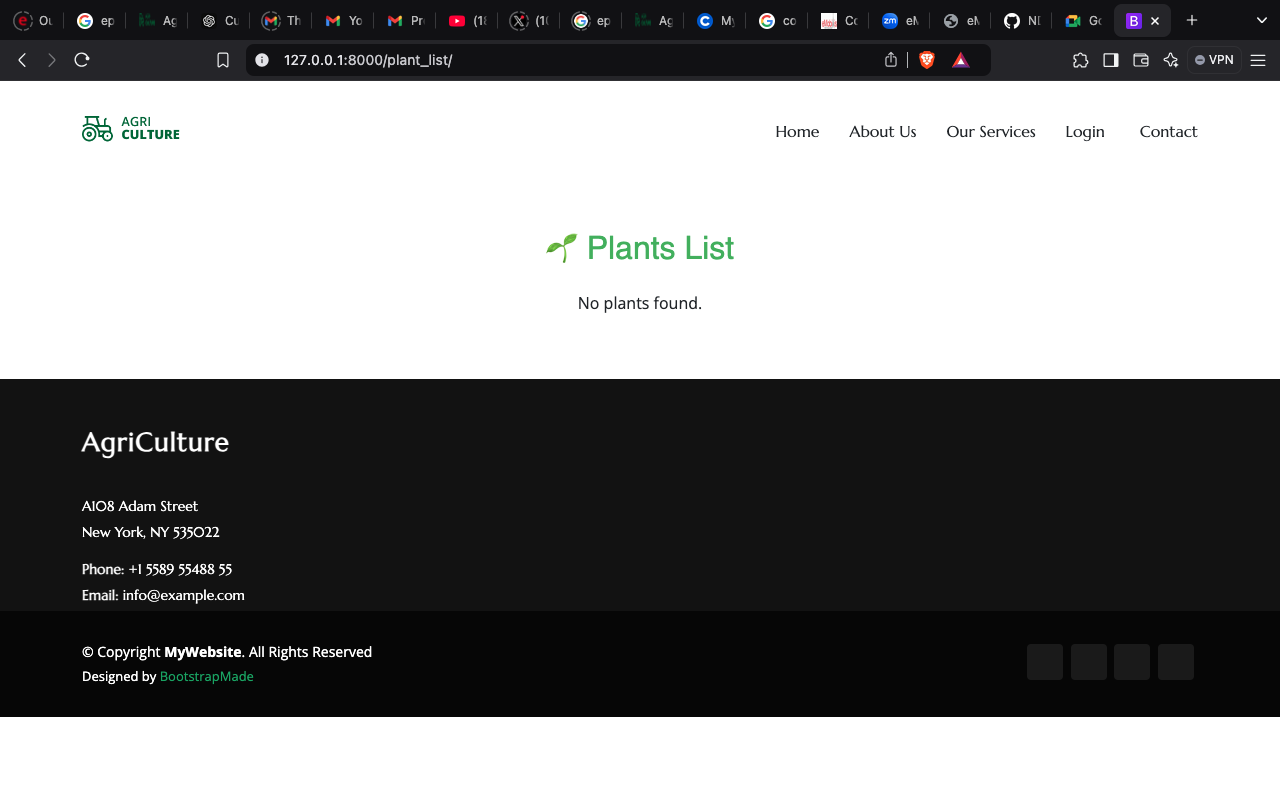 Ou
ep
Ag
Cu
Th
Yo
Pr
(18
(10
ep
Ag
My
co
Co
eM
eM
NI
Go
127.0.0.1:8000/plant_list/
VPN
AGRI
CULTURE
Home About Us Our Services Login Contact
🌱 Plants List
No plants found.
AgriCulture
A108 Adam Street
New York, NY 535022
Phone: +1 5589 55488 55
Email: info@example.com
© Copyright MyWebsite. All Rights Reserved
Designed by BootstrapMade